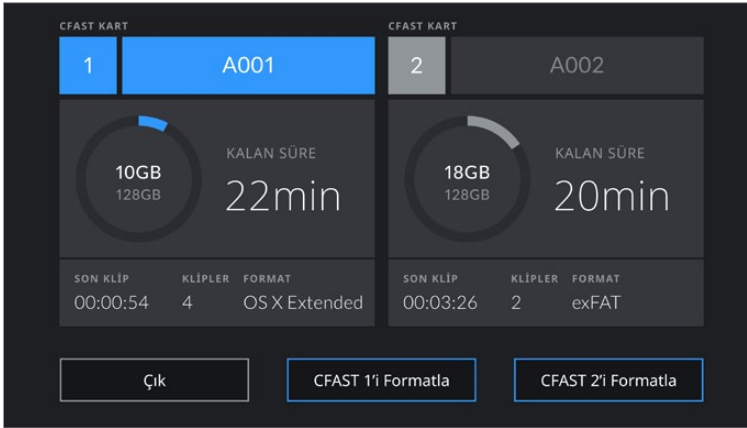 CFAST KART
1
A001
10GB
128GB
KALAN SÜRE
22min
SON KLİP
KLİPLER
FORMAT
00:00:54
4
OS X Extended
CFAST KART
2
A002
18GB
128GB
KALAN SÜRE
20min
SON KLİP
KLİPLER
FORMAT
00:03:26
2
exFAT
Çık
CFAST 1’i Formatla
CFAST 2’i Formatla